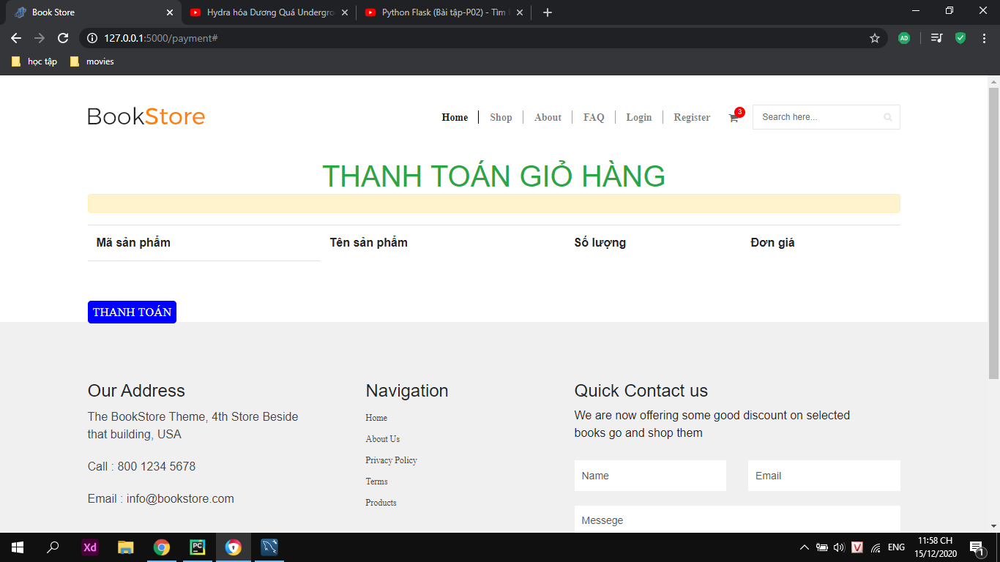 Book Store
Hydra hóa Dương Quá Undergro
Python Flask (Bài tập-P02) - Tìm
127.0.0.1:5000/payment#
AD
học tập
movies
BookStore
Home
Shop
About
FAQ
Login
Register
3
Search here...
THANH TOÁN GIỎ HÀNG
Mã sản phẩm
Tên sản phẩm
Số lượng
Đơn giá
THANH TOÁN
Our Address
The BookStore Theme, 4th Store Beside
that building, USA
Call : 800 1234 5678
Email : info@bookstore.com
Navigation
Home
About Us
Privacy Policy
Terms
Products
Quick Contact us
We are now offering some good discount on selected
books go and shop them
Name
Email
Messege
Xd
PC
V
ENG
11:58 CH
15/12/2020
1